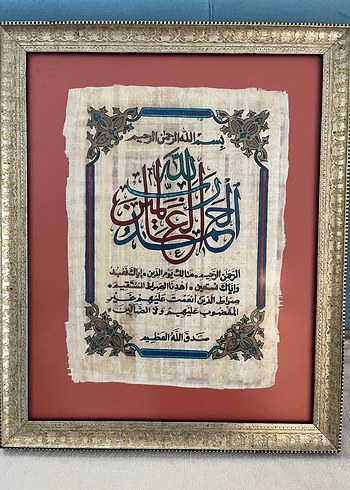 بسم الله الرحمن الرحيم
الحمد لله رب العالمين
الرحمن الرحيم • مالك يوم الدين • إياك نعبد
وإياك نستعين • اهدنا الصراط المستقيم •
صراط الذين أنعمت عليهم غير
المغضوب عليهم ولا الضالين •
صدق الله العظيم